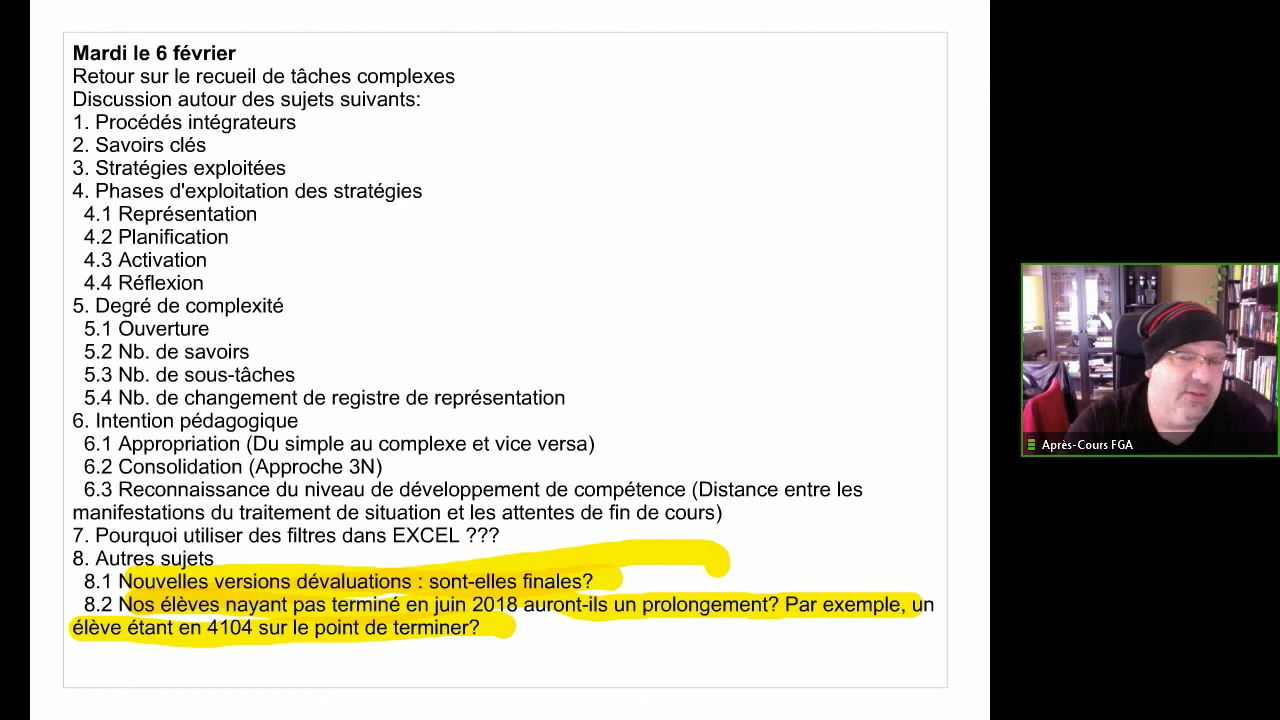 Mardi le 6 février
Retour sur le recueil de tâches complexes
Discussion autour des sujets suivants:
1. Procédés intégrateurs
2. Savoirs clés
3. Stratégies exploitées
4. Phases d'exploitation des stratégies
4.1 Représentation
4.2 Planification
4.3 Activation
4.4 Réflexion
5. Degré de complexité
5.1 Ouverture
5.2 Nb. de savoirs
5.3 Nb. de sous-tâches
5.4 Nb. de changement de registre de représentation
6. Intention pédagogique
6.1 Appropriation (Du simple au complexe et vice versa)
6.2 Consolidation (Approche 3N)
6.3 Reconnaissance du niveau de développement de compétence (Distance entre les
manifestations du traitement de situation et les attentes de fin de cours)
7. Pourquoi utiliser des filtres dans EXCEL ???
8. Autres sujets
8.1 Nouvelles versions dévaluations : sont-elles finales?
8.2 Nos élèves nayant pas terminé en juin 2018 auront-ils un prolongement? Par exemple, un
élève étant en 4104 sur le point de terminer?
Après-Cours FGA